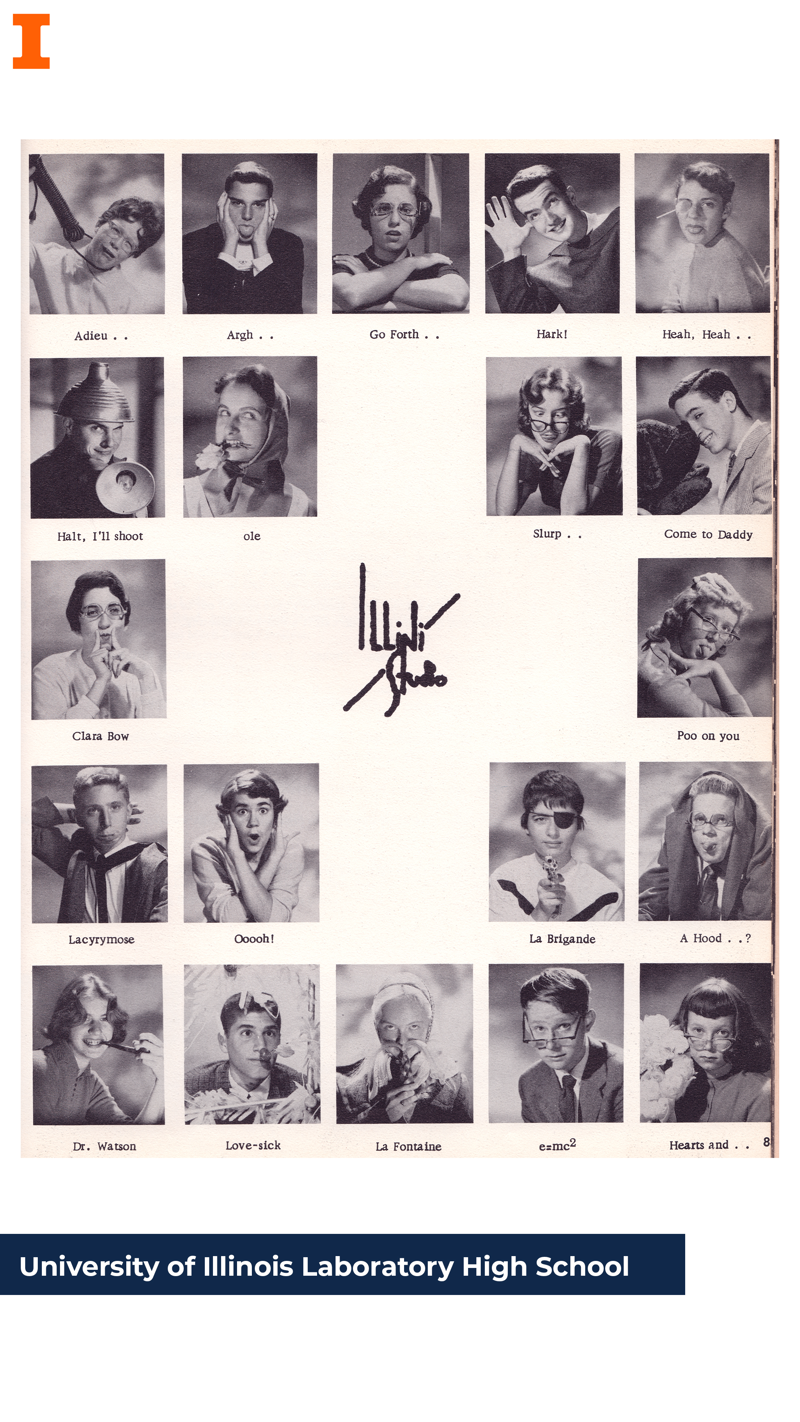 I
Adieu . .
Argh . .
Go Forth . .
Hark!
Heah, Heah . .
Halt, I'll shoot
ole
Slurp . .
Come to Daddy
Illini
Studio
Clara Bow
Poo on you
Lacyrymose
Ooooh!
La Brigande
A Hood . .?
Dr. Watson
Love-sick
La Fontaine
e=mc²
Hearts and . .
8
University of Illinois Laboratory High School